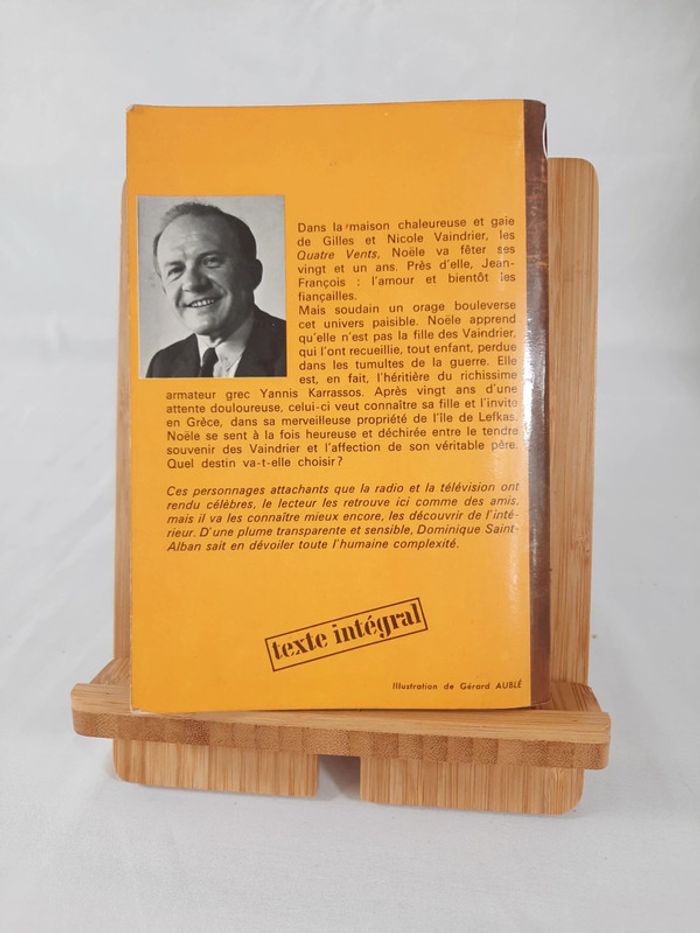 Dans la maison chaleureuse et gaie
de Gilles et Nicole Vaindrier, les
Quatre Vents, Noële va fêter ses
vingt et un ans. Près d'elle, Jean-
François : l'amour et bientôt les
fiançailles.
Mais soudain un orage bouleverse
cet univers paisible. Noële apprend
qu'elle n'est pas la fille des Vaindrier,
qui l'ont recueillie, tout enfant, perdue
dans les tumultes de la guerre. Elle
est, en fait, l'héritière du richissime
armateur grec Yannis Karrassos. Après vingt ans d'une
attente douloureuse, celui-ci veut connaître sa fille et l'invite
en Grèce, dans sa merveilleuse propriété de l'île de Lefkas.
Noële se sent à la fois heureuse et déchirée entre le tendre
souvenir des Vaindrier et l'affection de son véritable père.
Quel destin va-t-elle choisir ?
Ces personnages attachants que la radio et la télévision ont
rendu célèbres, le lecteur les retrouve ici comme des amis,
mais il va les connaître mieux encore, les découvrir de l'inté-
rieur. D'une plume transparente et sensible, Dominique Saint-
Alban sait en dévoiler toute l'humaine complexité.
texte intégral
Illustration de Gérard AUBLÉ